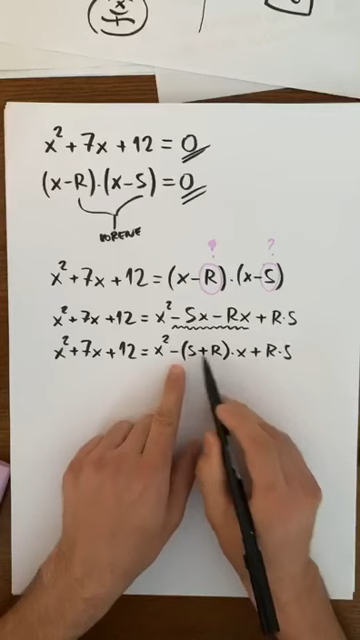 x² + 7x + 12 = 0
(x-R).(x-S) = 0
KORENE
! ?
x² + 7x + 12 = (x-R).(x-S)
x² + 7x + 12 = x² - Sx - Rx + R.S
x² + 7x + 12 = x² - (S+R).x + R.S